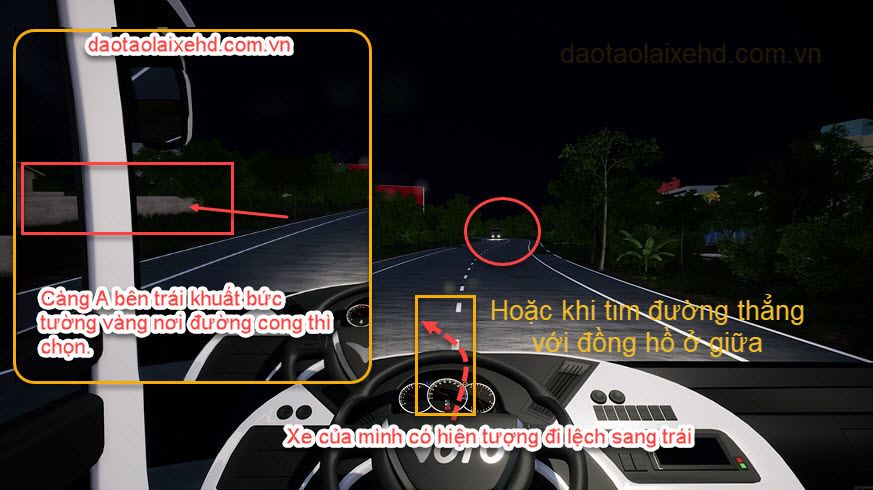 daotaolaixehd.com.vn
daotaolaixehd.com.vn
Càng A bên trái khuất bức
tường vàng nơi đường cong thì
chọn.
Hoặc khi tim đường thẳng
với đồng hồ ở giữa
Xe của mình có hiện tượng đi lệch sang trái